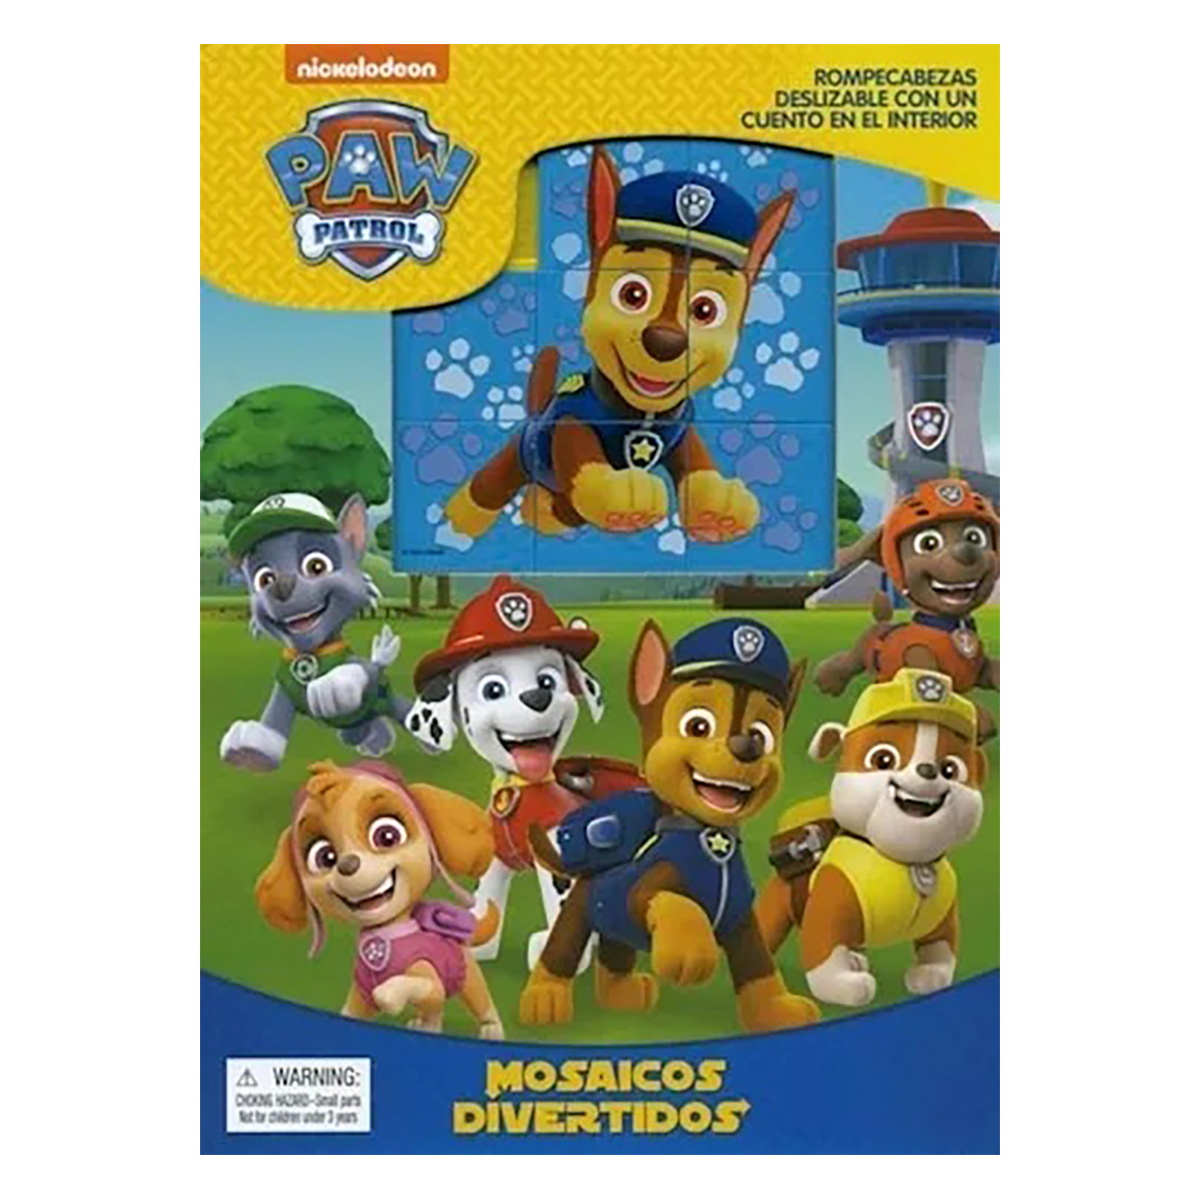 nickelodeon
ROMPECABEZAS
DESLIZABLE CON UN
CUENTO EN EL INTERIOR
PAW
PATROL
MOSAICOS
DIVERTIDOS
WARNING:
CHOKING HAZARD–Small parts
Not for children under 3 years